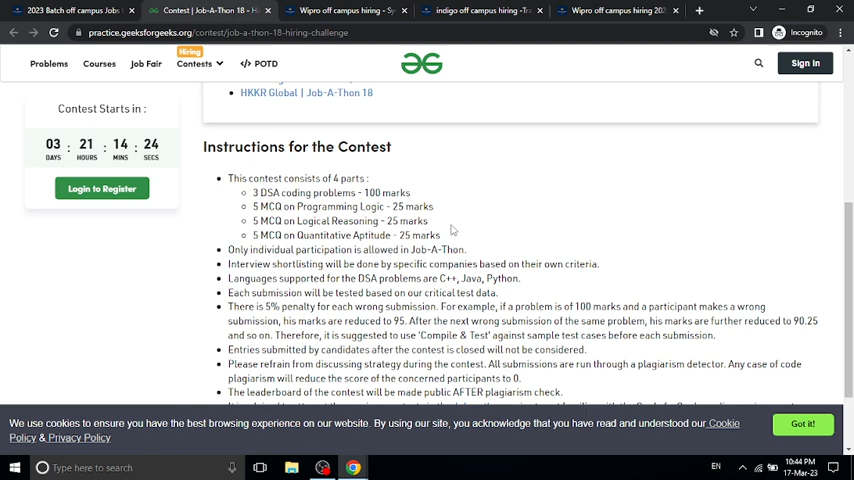 2023 Batch off campus Jobs
Contest | Job-A-Thon 18 - H
Wipro off campus hiring - Sy
indigo off campus hiring -Tra
Wipro off campus hiring 202
practice.geeksforgeeks.org/contest/job-a-thon-18-hiring-challenge
Incognito
Hiring
Problems Courses Job Fair Contests </> POTD
Sign In
HKKR Global | Job-A-Thon 18
Contest Starts in :
03 : 21 : 14 : 24
DAYS HOURS MINS SECS
Login to Register
Instructions for the Contest
This contest consists of 4 parts :
3 DSA coding problems - 100 marks
5 MCQ on Programming Logic - 25 marks
5 MCQ on Logical Reasoning - 25 marks
5 MCQ on Quantitative Aptitude - 25 marks
Only individual participation is allowed in Job-A-Thon.
Interview shortlisting will be done by specific companies based on their own criteria.
Languages supported for the DSA problems are C++, Java, Python.
Each submission will be tested based on our critical test data.
There is 5% penalty for each wrong submission. For example, if a problem is of 100 marks and a participant makes a wrong
submission, his marks are reduced to 95. After the next wrong submission of the same problem, his marks are further reduced to 90.25
and so on. Therefore, it is suggested to use 'Compile & Test' against sample test cases before each submission.
Entries submitted by candidates after the contest is closed will not be considered.
Please refrain from discussing strategy during the contest. All submissions are run through a plagiarism detector. Any case of code
plagiarism will reduce the score of the concerned participants to 0.
The leaderboard of the contest will be made public AFTER plagiarism check.
We use cookies to ensure you have the best browsing experience on our website. By using our site, you acknowledge that you have read and understood our Cookie
Policy & Privacy Policy
Got it!
Type here to search
EN
10:44 PM
17-Mar-23